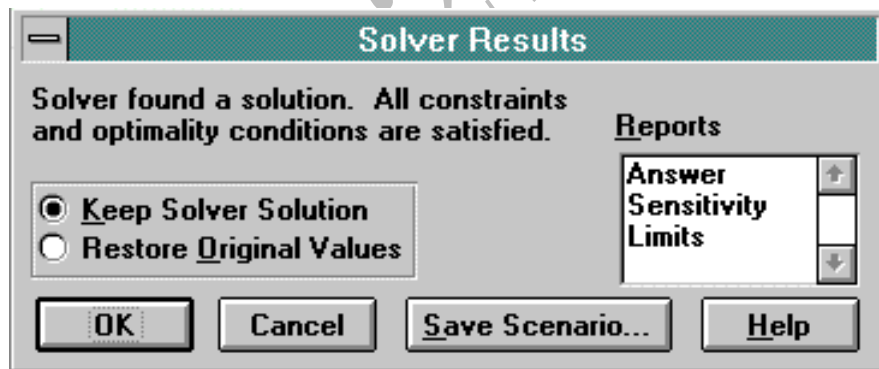 Solver Results
Solver found a solution. All constraints
and optimality conditions are satisfied.
Reports
Answer
Sensitivity
Limits
Keep Solver Solution
Restore Original Values
OK
Cancel
Save Scenario...
Help